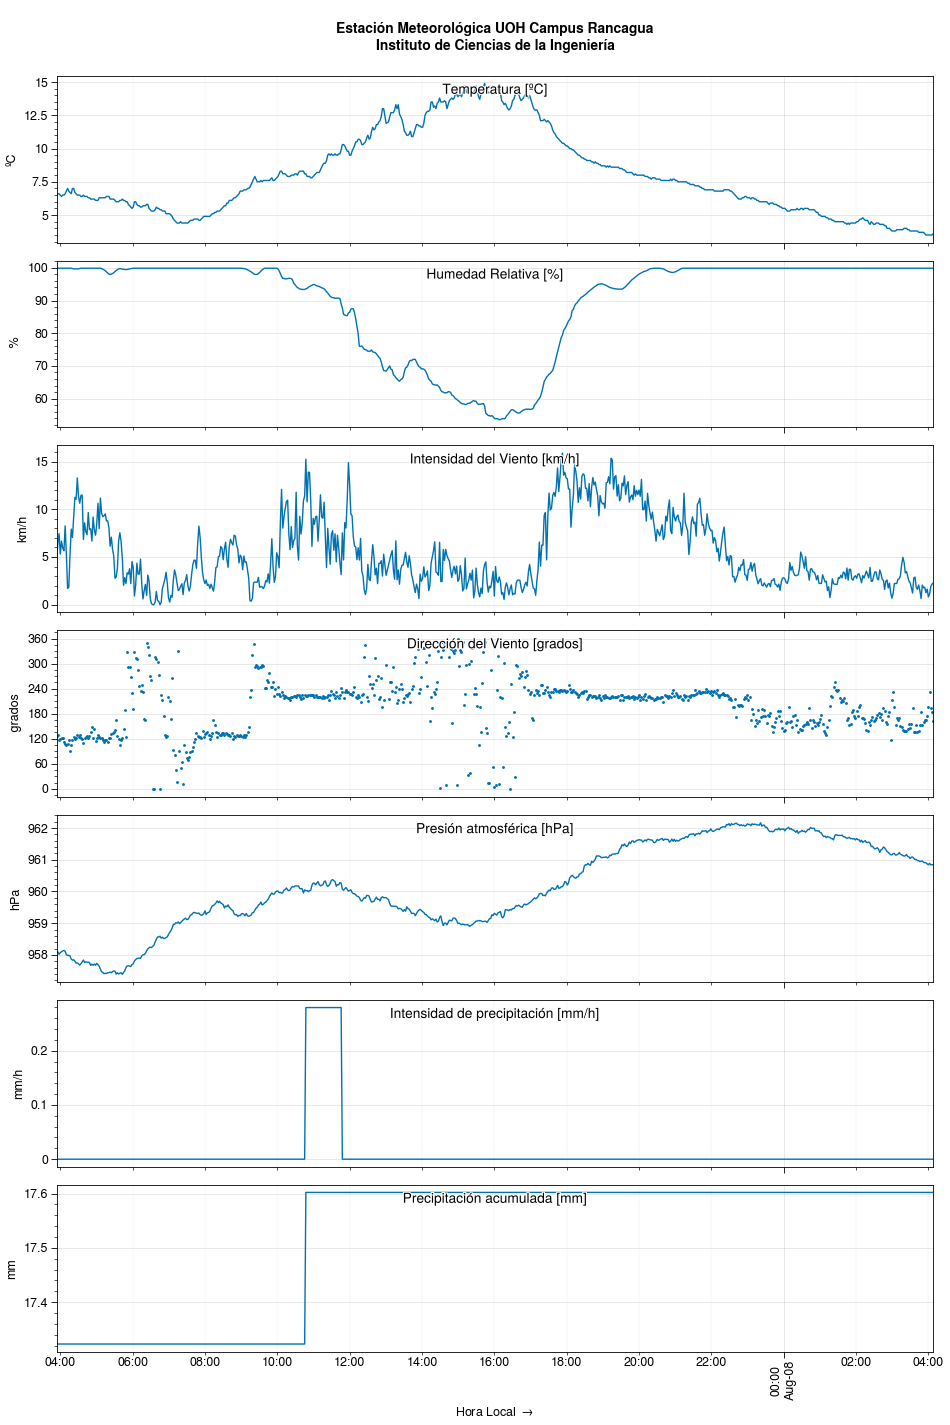 Estación Meteorológica UOH Campus Rancagua
Instituto de Ciencias de la Ingeniería
Temperatura [ºC]
ºC
15
12.5
10
7.5
5
Humedad Relativa [%]
%
100
90
80
70
60
Intensidad del Viento [km/h]
km/h
15
10
5
0
Dirección del Viento [grados]
grados
360
300
240
180
120
60
0
Presión atmosférica [hPa]
hPa
962
961
960
959
958
Intensidad de precipitación [mm/h]
mm/h
0.2
0.1
0
Precipitación acumulada [mm]
mm
17.6
17.5
17.4
04:00 06:00 08:00 10:00 12:00 14:00 16:00 18:00 20:00 22:00 00:00 02:00 04:00
Aug-08
Hora Local →